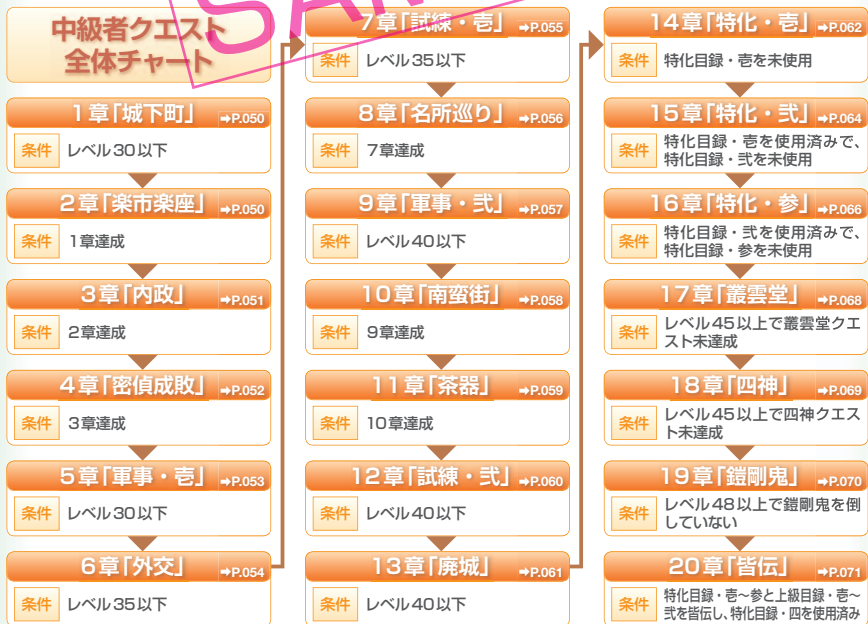 中級者クエスト
全体チャート
1章「城下町」 ➡P.050
条件 レベル30以下
2章「楽市楽座」 ➡P.050
条件 1章達成
3章「内政」 ➡P.051
条件 2章達成
4章「密偵成敗」 ➡P.052
条件 3章達成
5章「軍事・壱」 ➡P.053
条件 レベル30以下
6章「外交」 ➡P.054
条件 レベル35以下
7章「試練・壱」 ➡P.055
条件 レベル35以下
8章「名所巡り」 ➡P.056
条件 7章達成
9章「軍事・弐」 ➡P.057
条件 レベル40以下
10章「南蛮街」 ➡P.058
条件 9章達成
11章「茶器」 ➡P.059
条件 10章達成
12章「試練・弐」 ➡P.060
条件 レベル40以下
13章「廃城」 ➡P.061
条件 レベル40以下
14章「特化・壱」 ➡P.062
条件 特化目録・壱を未使用
15章「特化・弐」 ➡P.064
条件 特化目録・壱を使用済みで、
特化目録・弐を未使用
16章「特化・参」 ➡P.066
条件 特化目録・弐を使用済みで、
特化目録・参を未使用
17章「叢雲堂」 ➡P.068
条件 レベル45以上で叢雲堂クエ
スト未達成
18章「四神」 ➡P.069
条件 レベル45以上で四神クエス
ト未達成
19章「鎧剛鬼」 ➡P.070
条件 レベル48以上で鎧剛鬼を倒
していない
20章「皆伝」 ➡P.071
条件 特化目録・壱～参と上級目録・壱～
弐を皆伝し、特化目録・四を使用済み